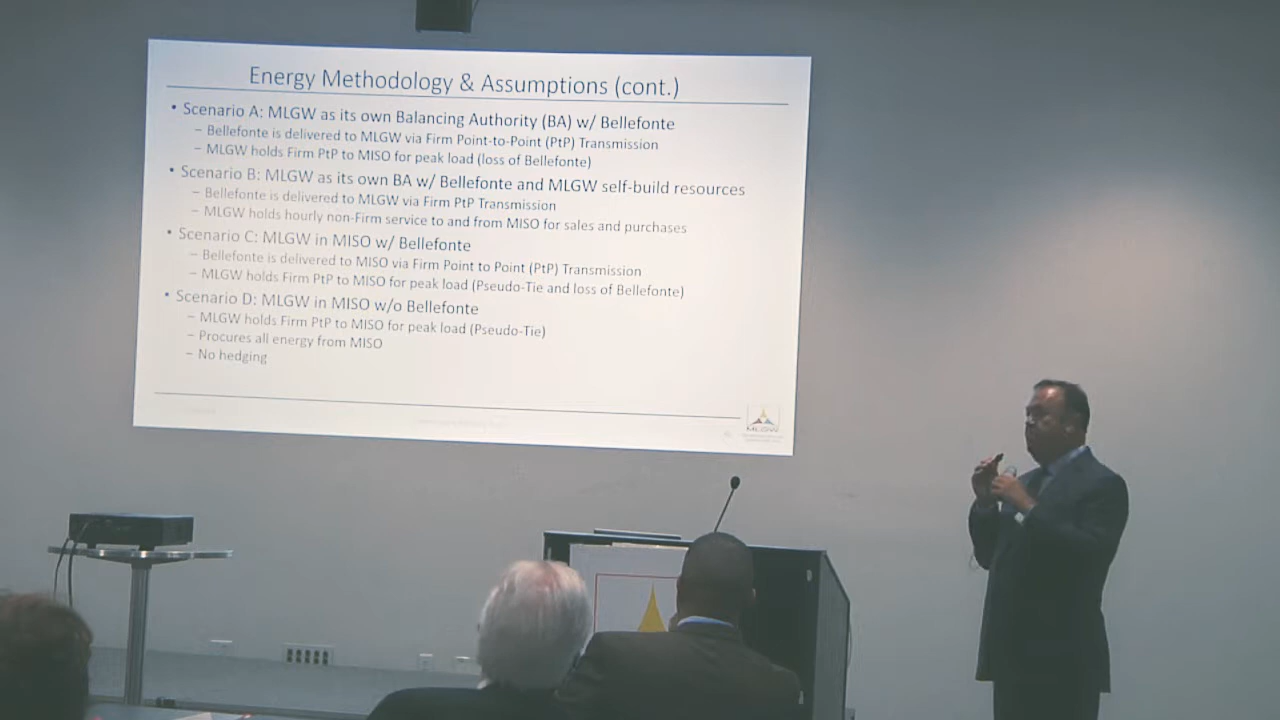 Energy Methodology & Assumptions (cont.)
• Scenario A: MLGW as its own Balancing Authority (BA) w/ Bellefonte
– Bellefonte is delivered to MLGW via Firm Point-to-Point (PtP) Transmission
– MLGW holds Firm PtP to MISO for peak load (loss of Bellefonte)
• Scenario B: MLGW as its own BA w/ Bellefonte and MLGW self-build resources
– Bellefonte is delivered to MLGW via Firm PtP Transmission
– MLGW holds hourly non-Firm service to and from MISO for sales and purchases
• Scenario C: MLGW in MISO w/ Bellefonte
– Bellefonte is delivered to MISO via Firm Point to Point (PtP) Transmission
– MLGW holds Firm PtP to MISO for peak load (Pseudo-Tie and loss of Bellefonte)
• Scenario D: MLGW in MISO w/o Bellefonte
– MLGW holds Firm PtP to MISO for peak load (Pseudo-Tie)
– Procures all energy from MISO
– No hedging
MLGW